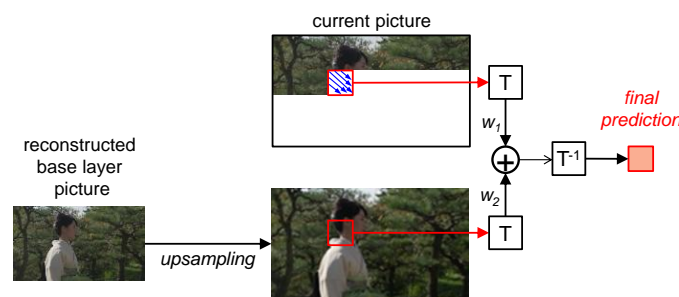 current picture
T
final
prediction
w1
reconstructed
base layer
picture
+
T-1
w2
T
upsampling